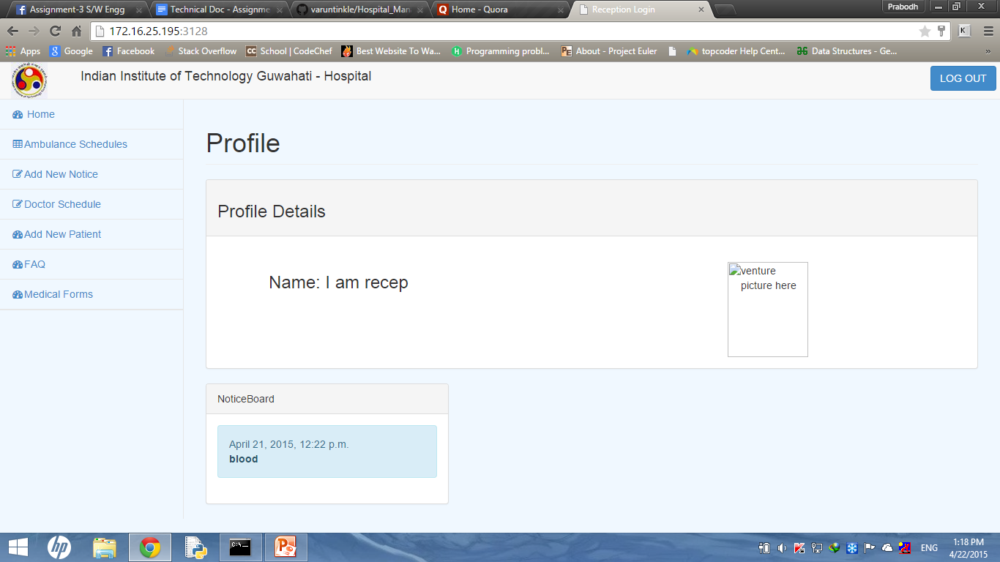 Assignment-3 S/W Engg
Technical Doc - Assignme
varuntinkle/Hospital_Man
Home - Quora
Reception Login
Prabodh
172.16.25.195:3128
Apps
Google
Facebook
Stack Overflow
School | CodeChef
Best Website To Wa...
Programming probl...
About - Project Euler
topcoder Help Cent...
Data Structures - Ge...
»
Indian Institute of Technology Guwahati - Hospital
LOG OUT
Home
Ambulance Schedules
Add New Notice
Doctor Schedule
Add New Patient
FAQ
Medical Forms
Profile
Profile Details
Name: I am recep
venture
picture here
NoticeBoard
April 21, 2015, 12:22 p.m.
blood
ENG
1:18 PM
4/22/2015